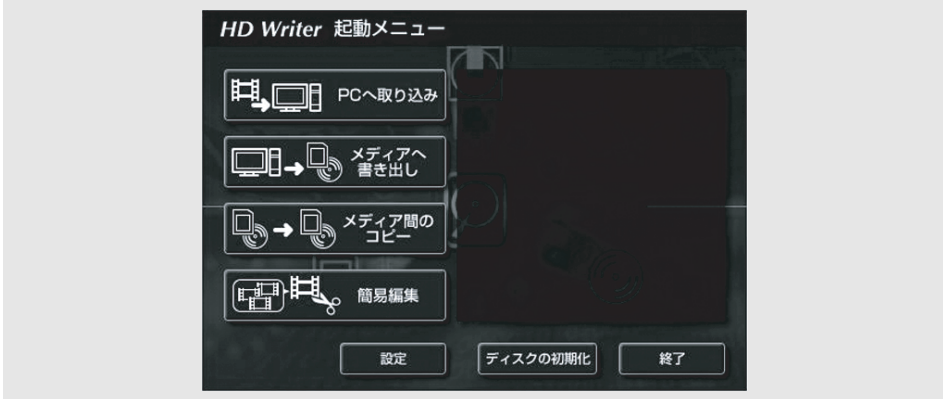 HD Writer 起動メニュー
PCへ取り込み
メディアへ
書き出し
メディア間の
コピー
簡易編集
設定
ディスクの初期化
終了